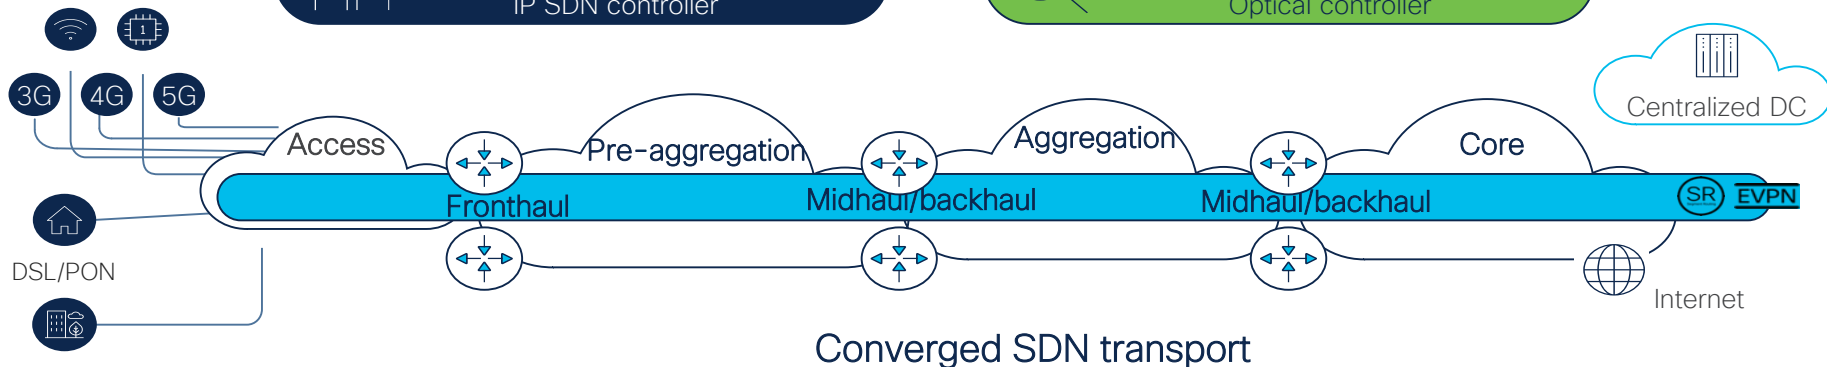 IP SDN controller
Optical controller
1
3G
4G
5G
Centralized DC
Access
Pre-aggregation
Aggregation
Core
Fronthaul
Midhaul/backhaul
Midhaul/backhaul
SR
EVPN
DSL/PON
Internet
Converged SDN transport